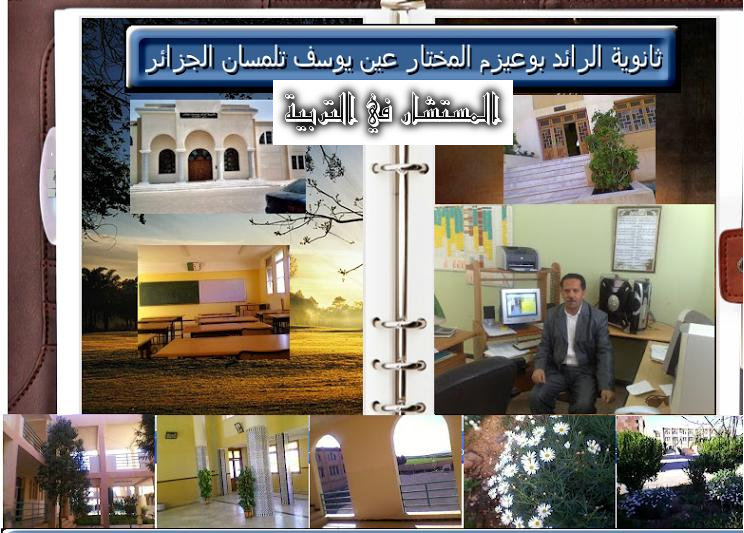 ثانوية الرائد بوعيزم المختار عين يوسف تلمسان الجزائر
المستشار في التربية